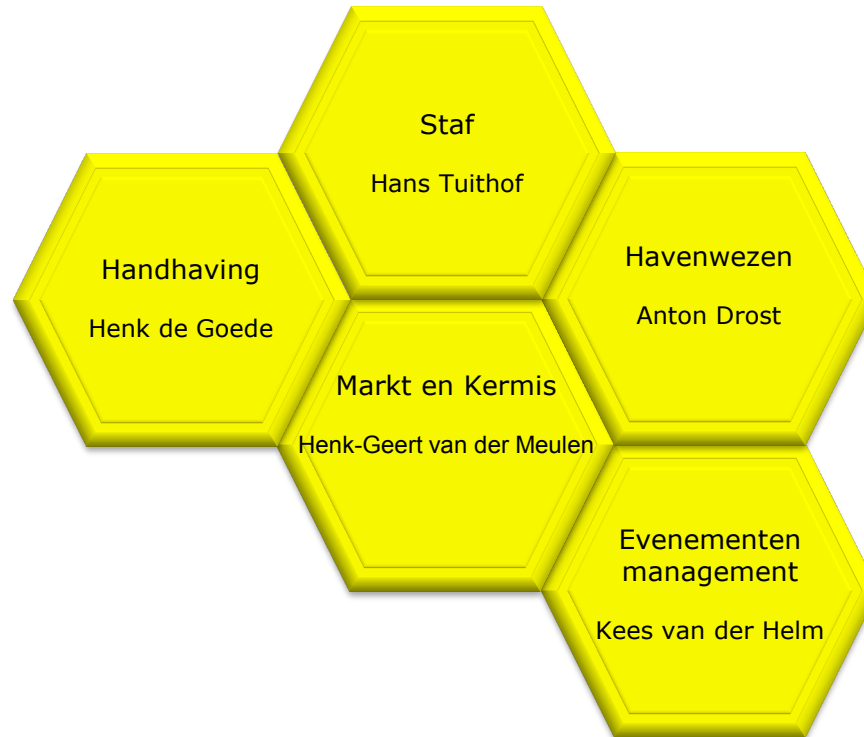 Staf
Hans Tuithof
Handhaving
Henk de Goede
Havenwezen
Anton Drost
Markt en Kermis
Henk-Geert van der Meulen
Evenementen
management
Kees van der Helm